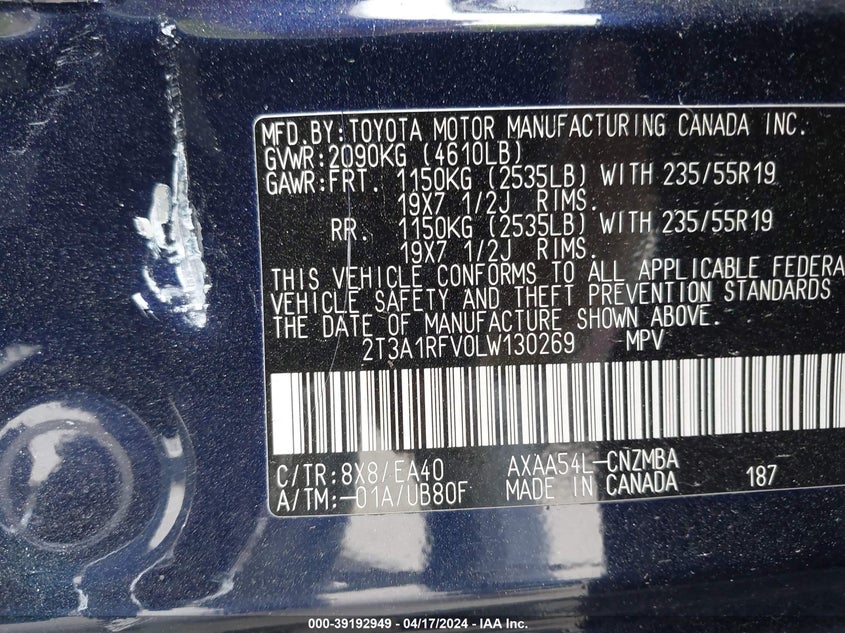 MFD.BY:TOYOTA MOTOR MANUFACTURING CANADA INC.
GVWR:2090KG (4610LB)
GAWR:FRT. 1150KG (2535LB) WITH 235/55R19
19X7 1/2J RIMS.
RR. 1150KG (2535LB) WITH 235/55R19
19X7 1/2J RIMS.
THIS VEHICLE CONFORMS TO ALL APPLICABLE FEDERA
VEHICLE SAFETY AND THEFT PREVENTION STANDARDS
THE DATE OF MANUFACTURE SHOWN ABOVE.
2T3A1RFV0LW130269 MPV
C/TR:8X8/EA40 AXAA54L-CNZMBA
A/TM:-01A/UB80F MADE IN CANADA 187
000-39192949 - 04/17/2024 - IAA Inc.